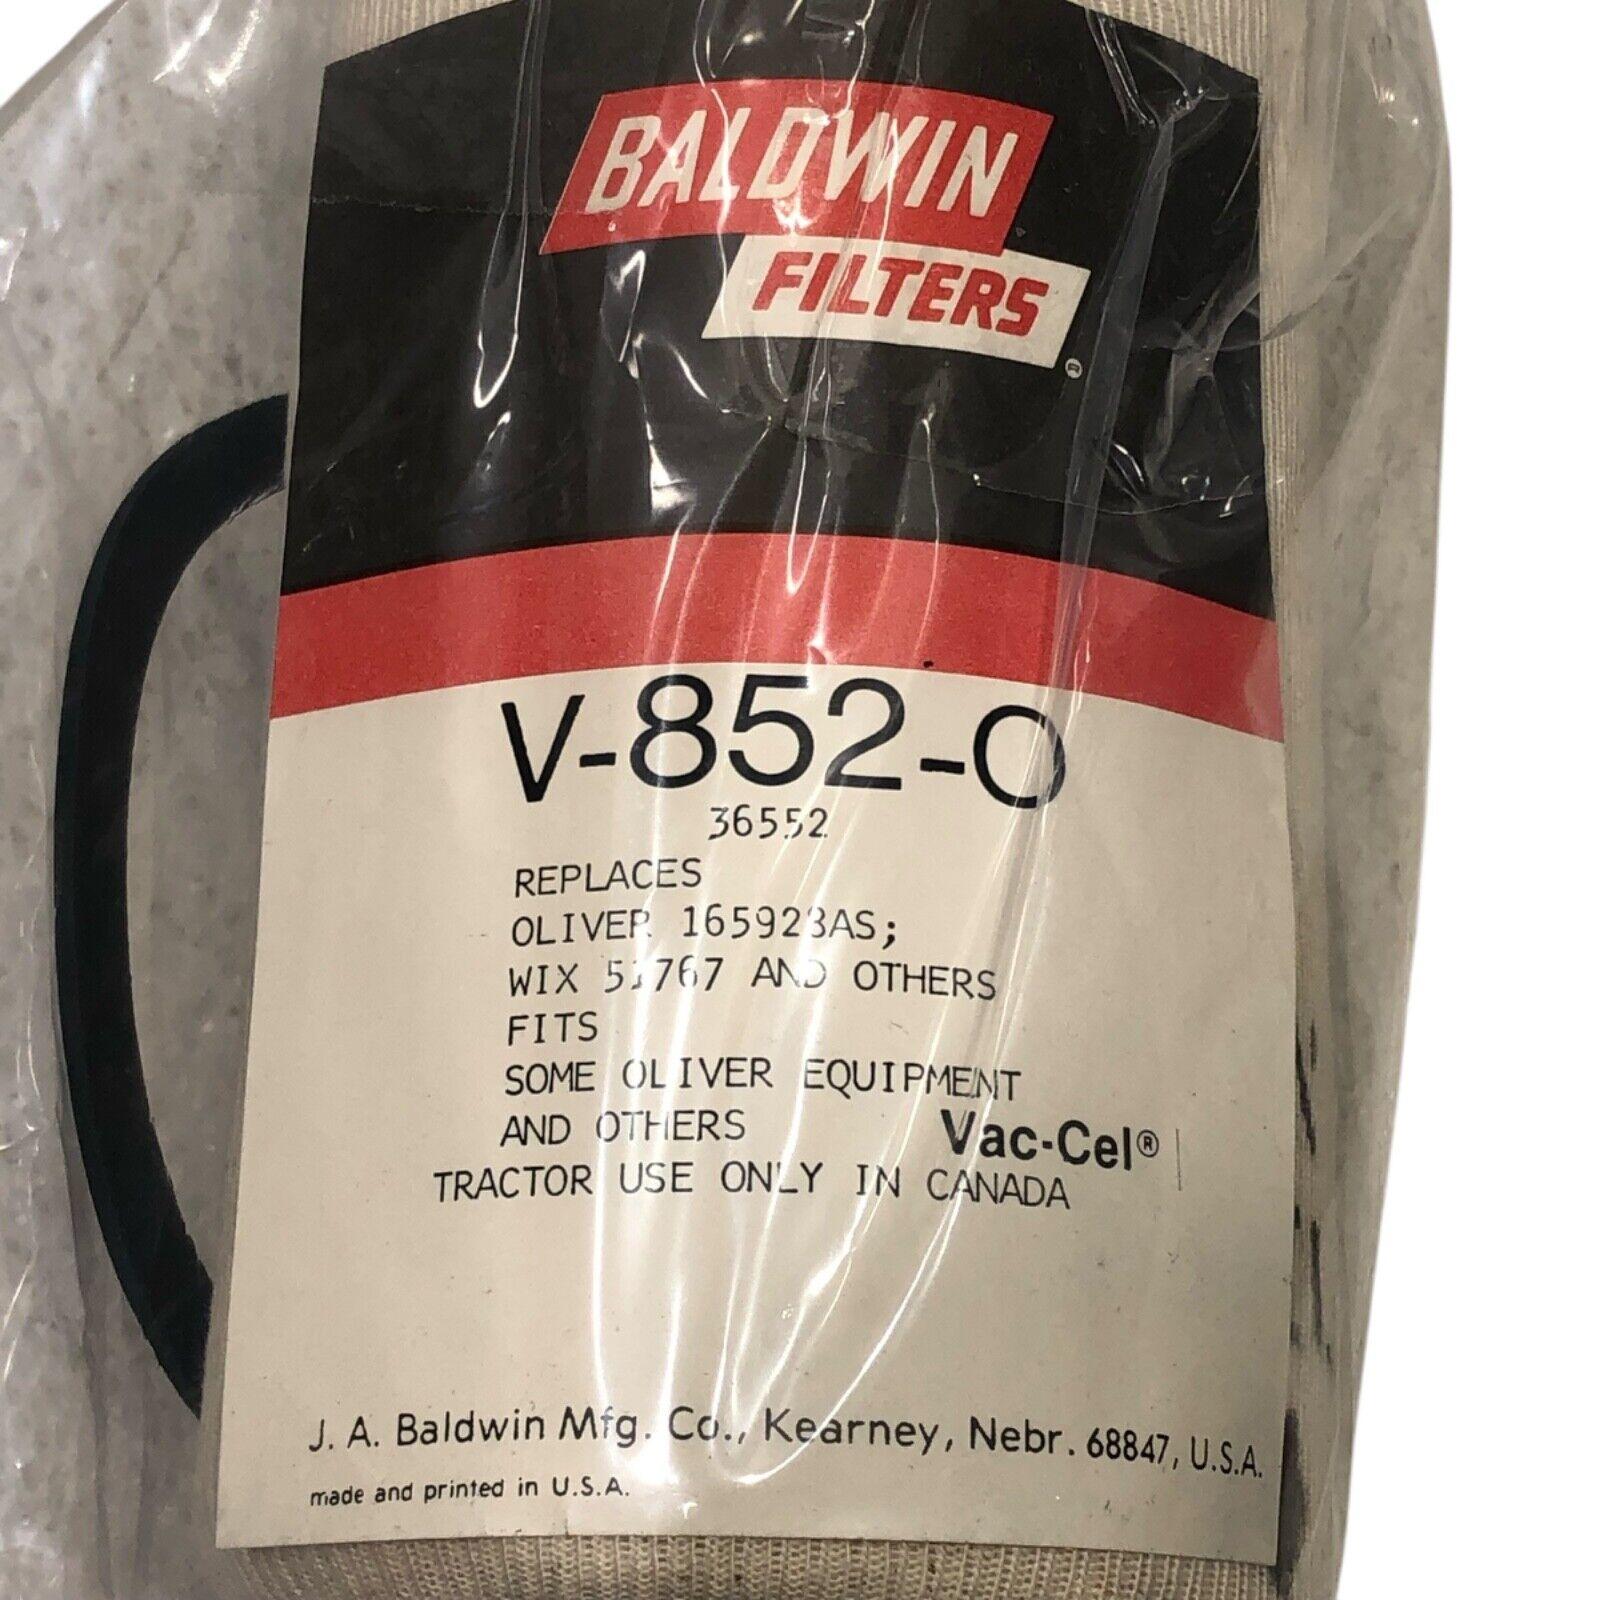 BALDWIN
FILTERS
®
V-852-O
36552
REPLACES
OLIVER 165928AS;
WIX 51767 AND OTHERS
FITS
SOME OLIVER EQUIPMENT
AND OTHERS Vac-Cel®
TRACTOR USE ONLY IN CANADA
J. A. Baldwin Mfg. Co., Kearney, Nebr. 68847, U.S.A.
made and printed in U.S.A.